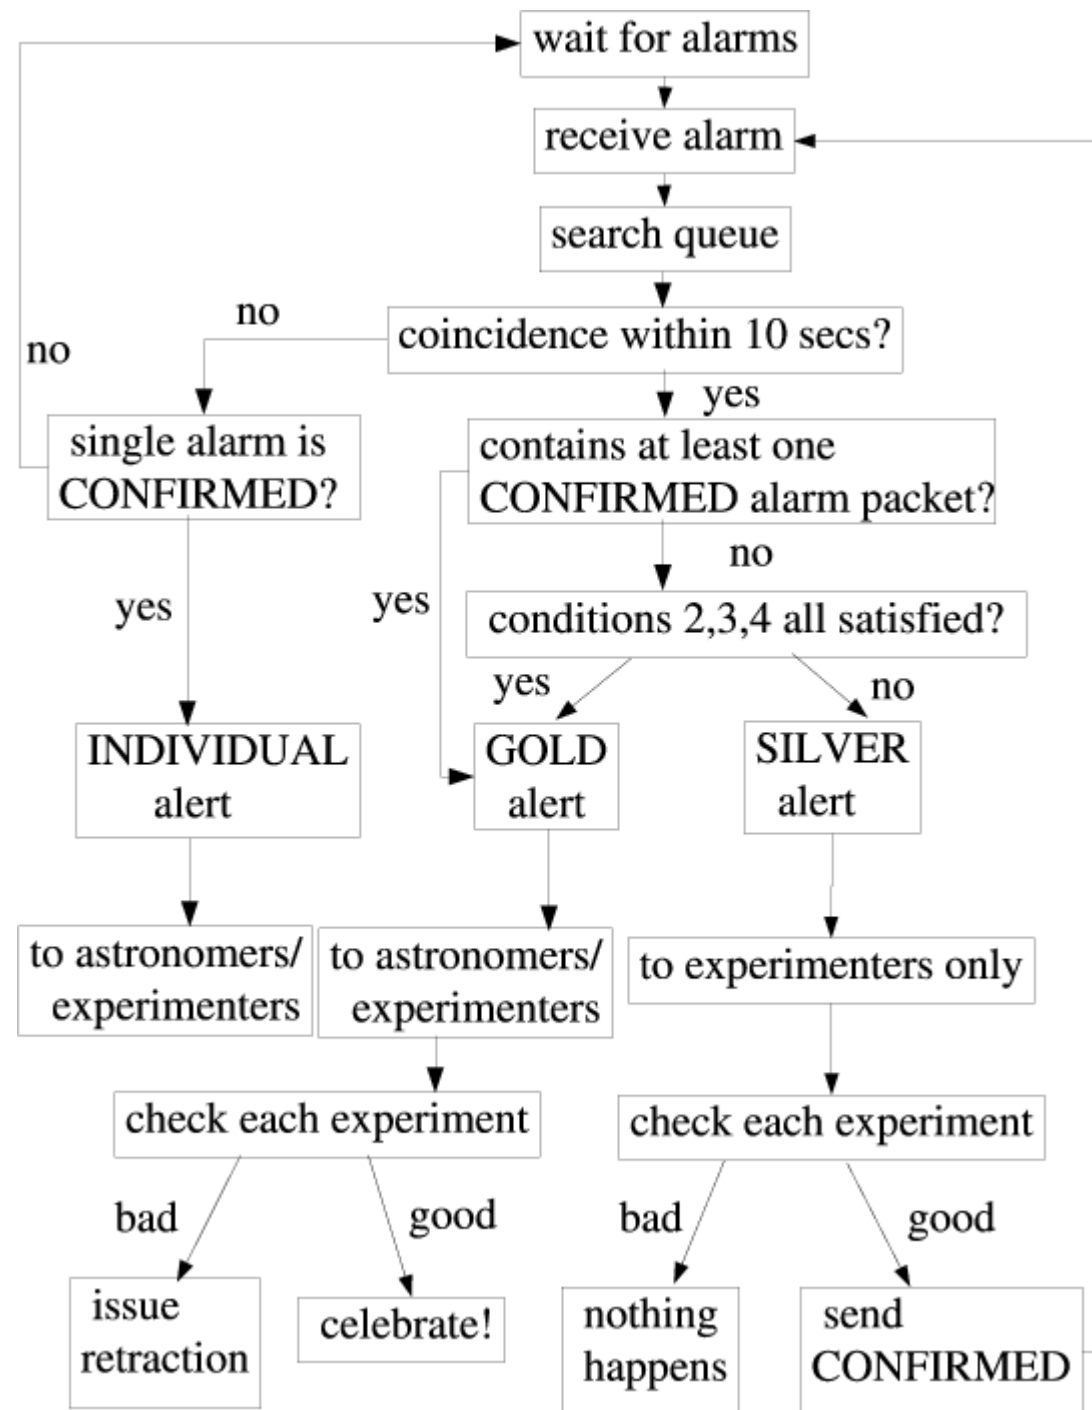 wait for alarms
receive alarm
search queue
no
coincidence within 10 secs?
no
yes
single alarm is
CONFIRMED?
contains at least one
CONFIRMED alarm packet?
no
yes
yes
conditions 2,3,4 all satisfied?
yes
no
INDIVIDUAL
alert
GOLD
alert
SILVER
alert
to astronomers/
experimenters
to astronomers/
experimenters
to experimenters only
check each experiment
check each experiment
bad
good
bad
good
issue
retraction
celebrate!
nothing
happens
send
CONFIRMED